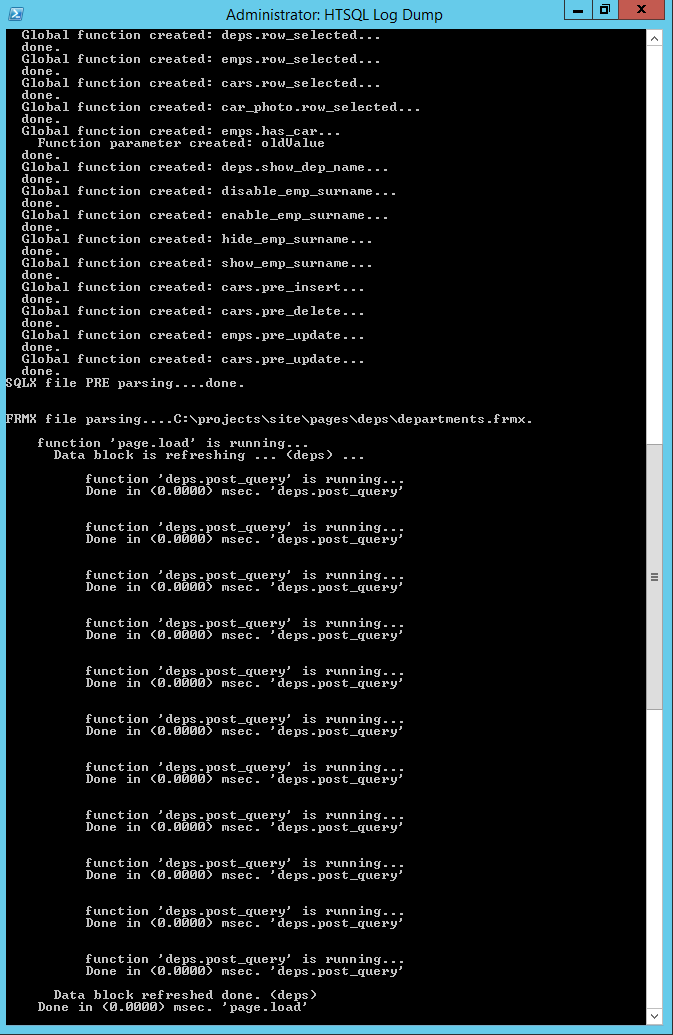 Administrator: HTSQL Log Dump
Global function created: deps.row_selected...
done.
Global function created: emps.row_selected...
done.
Global function created: cars.row_selected...
done.
Global function created: car_photo.row_selected...
done.
Global function created: emps.has_car...
Function parameter created: oldValue
done.
Global function created: deps.show_dep_name...
done.
Global function created: disable_emp_surname...
done.
Global function created: enable_emp_surname...
done.
Global function created: hide_emp_surname...
done.
Global function created: show_emp_surname...
done.
Global function created: cars.pre_insert...
done.
Global function created: cars.pre_delete...
done.
Global function created: emps.pre_update...
done.
Global function created: cars.pre_update...
done.
SQLX file PRE parsing....done.
FRMX file parsing....C:\projects\site\pages\deps\departments.frmx.
function 'page.load' is running...
Data block is refreshing ... (deps) ...
function 'deps.post_query' is running...
Done in (0.0000) msec. 'deps.post_query'
function 'deps.post_query' is running...
Done in (0.0000) msec. 'deps.post_query'
function 'deps.post_query' is running...
Done in (0.0000) msec. 'deps.post_query'
function 'deps.post_query' is running...
Done in (0.0000) msec. 'deps.post_query'
function 'deps.post_query' is running...
Done in (0.0000) msec. 'deps.post_query'
function 'deps.post_query' is running...
Done in (0.0000) msec. 'deps.post_query'
function 'deps.post_query' is running...
Done in (0.0000) msec. 'deps.post_query'
function 'deps.post_query' is running...
Done in (0.0000) msec. 'deps.post_query'
function 'deps.post_query' is running...
Done in (0.0000) msec. 'deps.post_query'
function 'deps.post_query' is running...
Done in (0.0000) msec. 'deps.post_query'
function 'deps.post_query' is running...
Done in (0.0000) msec. 'deps.post_query'
Data block refreshed done. (deps)
Done in (0.0000) msec. 'page.load'